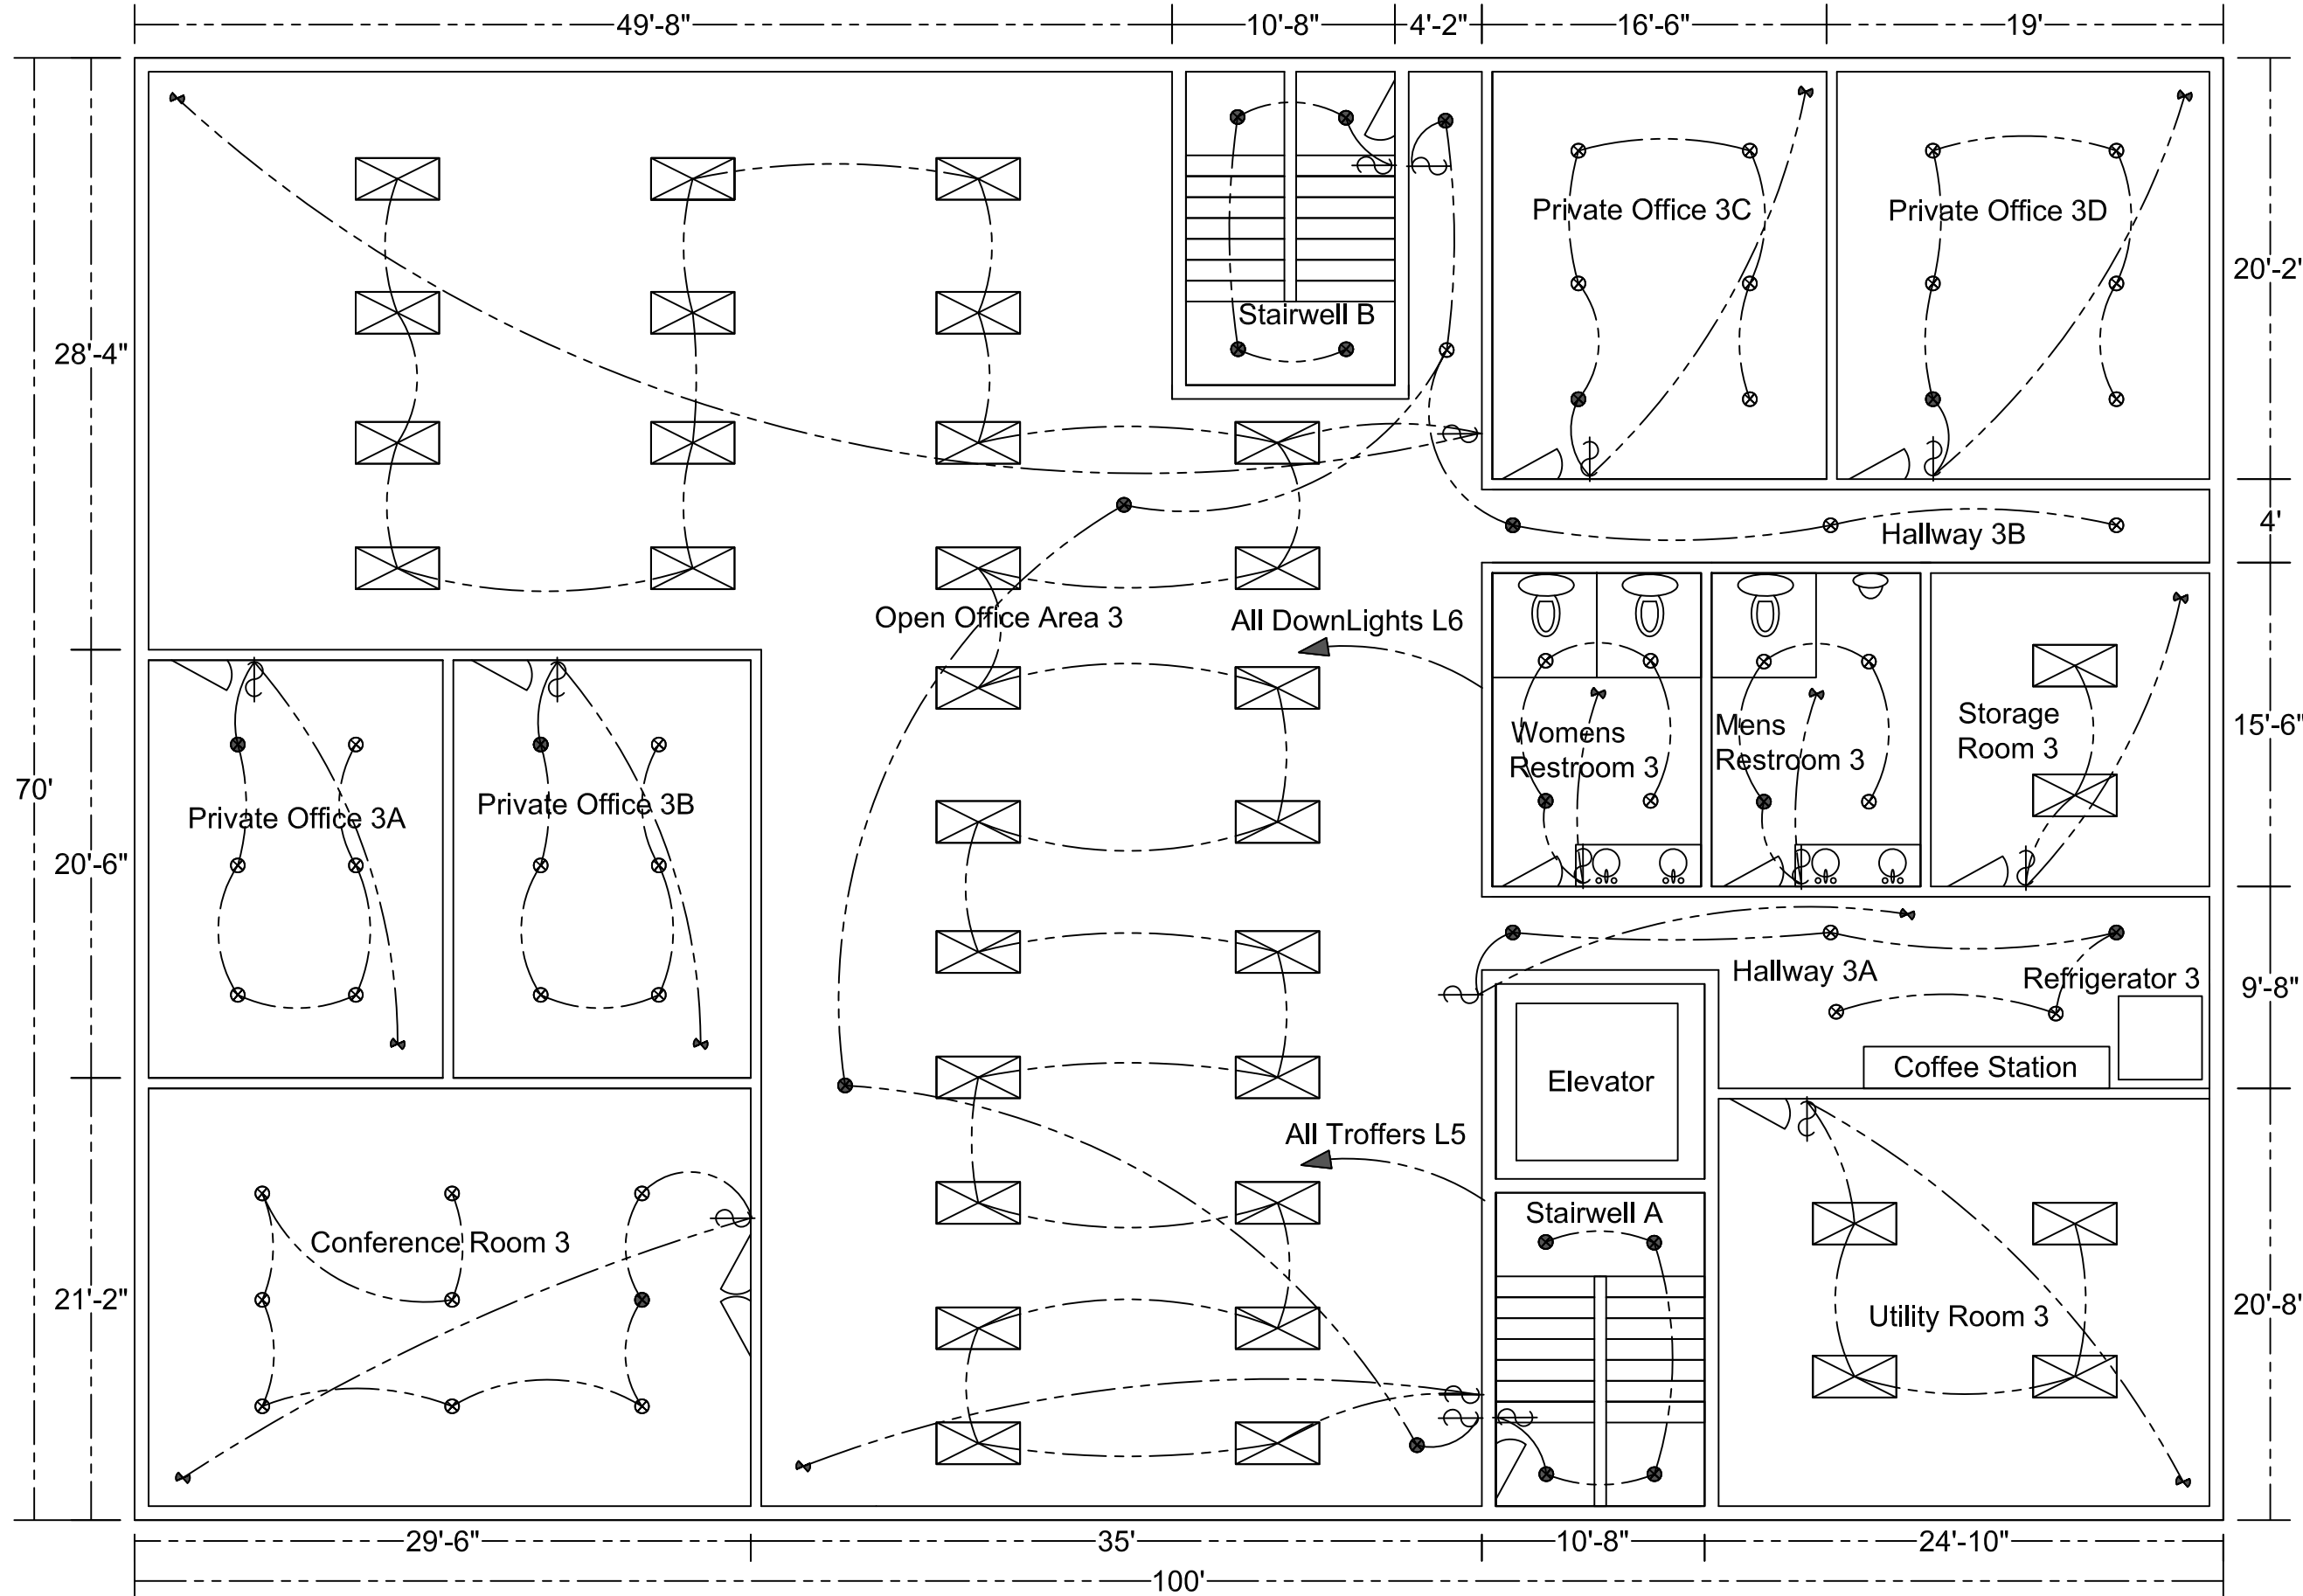 49'-8"
10'-8"
4'-2"
16'-6"
19'
Private Office 3C
Private Office 3D
20'-2"
Stairwell B
28'-4"
4'
Hallway 3B
Open Office Area 3
All DownLights L6
Storage
Room 3
Womens
Restroom 3
Mens
Restroom 3
15'-6"
70'
Private Office 3A
Private Office 3B
20'-6"
Hallway 3A
Refrigerator 3
9'-8"
Coffee Station
Elevator
All Troffers L5
Stairwell A
Conference Room 3
21'-2"
Utility Room 3
20'-8'
29'-6"
35'
10'-8"
24'-10"
100'